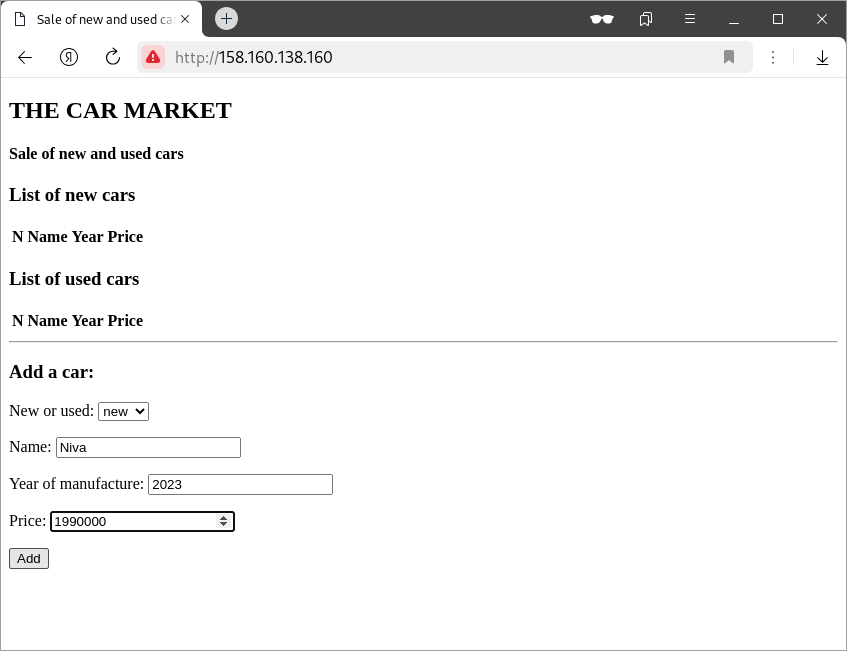 Sale of new and used ca
Я http://158.160.138.160
THE CAR MARKET
Sale of new and used cars
List of new cars
N Name Year Price
List of used cars
N Name Year Price
Add a car:
New or used: new
Name: Niva
Year of manufacture: 2023
Price: 1990000
Add